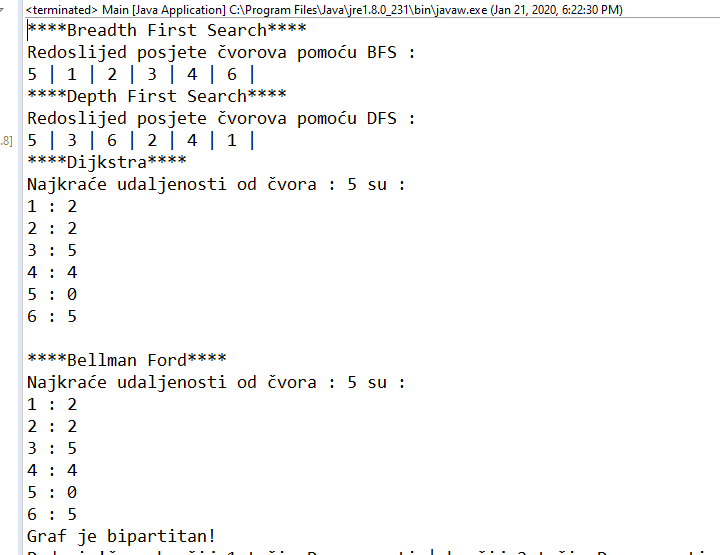 <terminated> Main [Java Application] C:\Program Files\Java\jre1.8.0_231\bin\javaw.exe (Jan 21, 2020, 6:22:30 PM)
****Breadth First Search****
Redoslijed posjete čvorova pomoću BFS :
5 | 1 | 2 | 3 | 4 | 6 |
****Depth First Search****
Redoslijed posjete čvorova pomoću DFS :
.8]
5 | 3 | 6 | 2 | 4 | 1 |
****Dijkstra****
Najkraće udaljenosti od čvora : 5 su :
1 : 2
2 : 2
3 : 5
4 : 4
5 : 0
6 : 5
****Bellman Ford****
Najkraće udaljenosti od čvora : 5 su :
1 : 2
2 : 2
3 : 5
4 : 4
5 : 0
6 : 5
Graf je bipartitan!